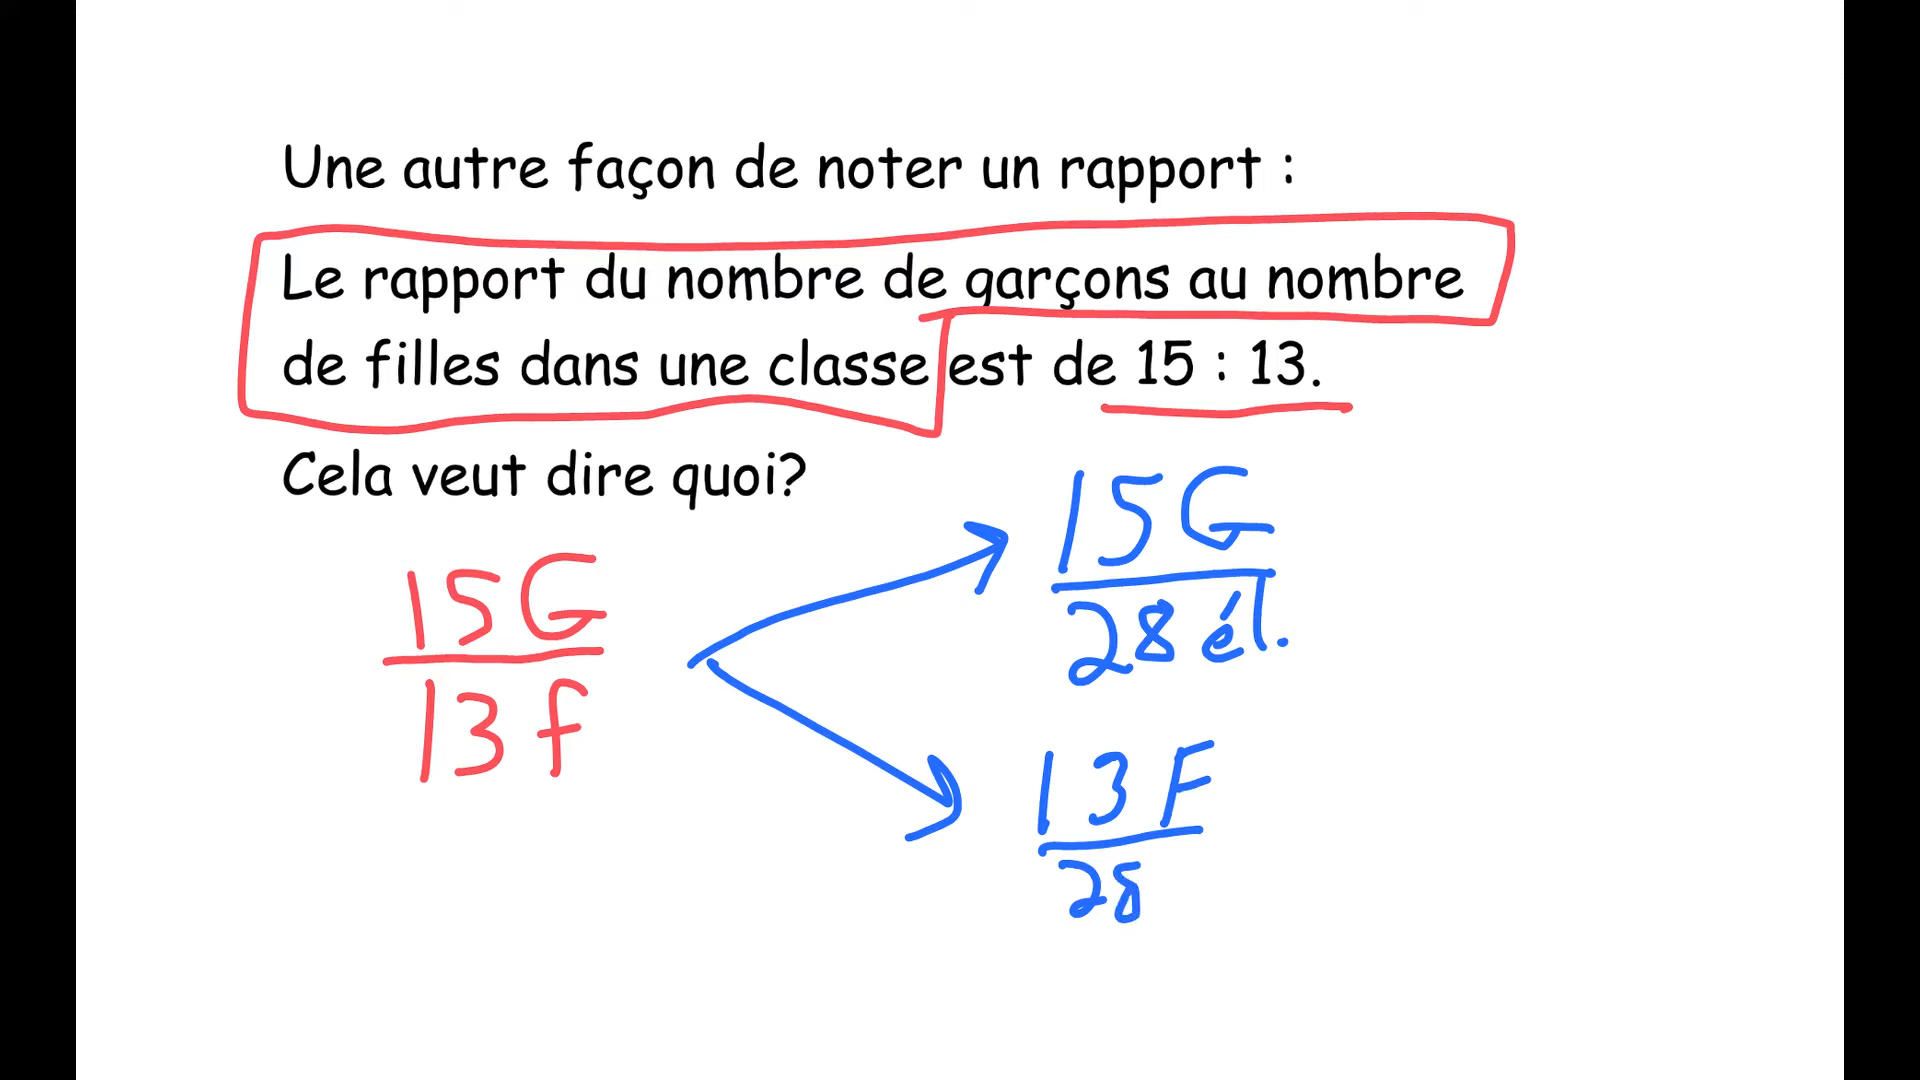 Une autre façon de noter un rapport :
Le rapport du nombre de garçons au nombre
de filles dans une classe est de 15 : 13.
Cela veut dire quoi?
15G
13f
15G
28 él.
13F
28